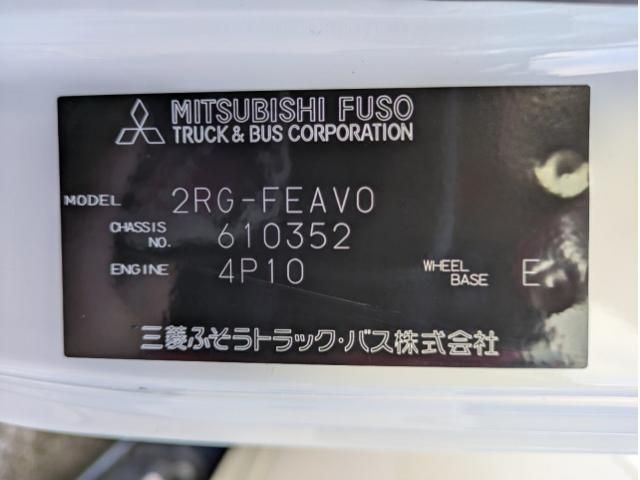 MITSUBISHI FUSO
TRUCK & BUS CORPORATION
MODEL 2RG-FEAV0
CHASSIS NO. 610352
ENGINE 4P10 WHEEL BASE E
三菱ふそうトラック・バス株式会社